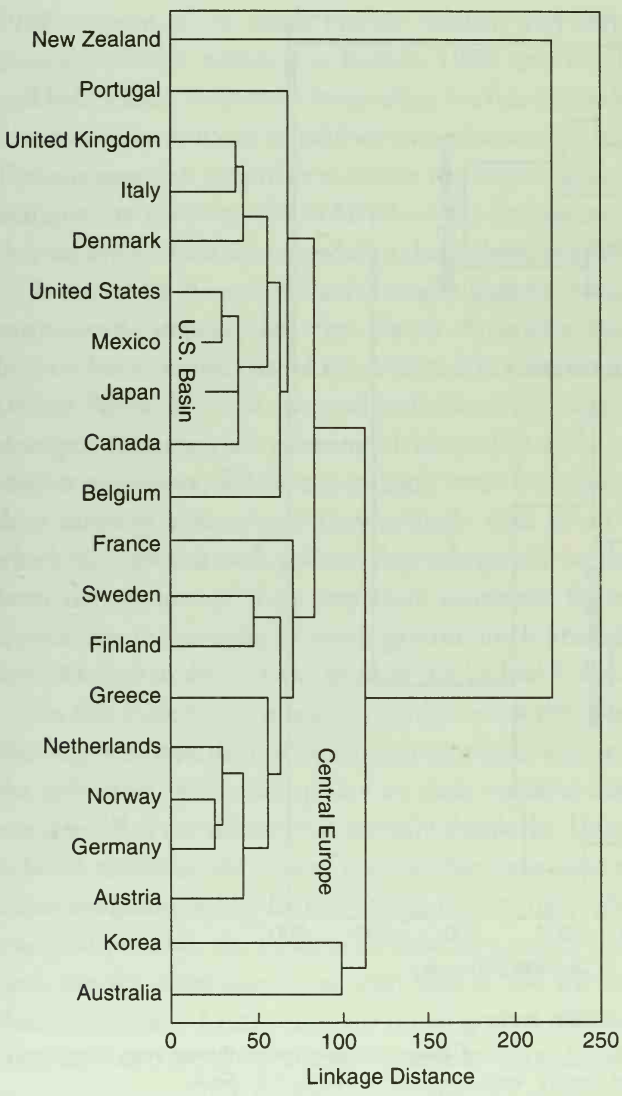 New Zealand
Portugal
United Kingdom
Italy
Denmark
United States
Mexico
Japan
Canada
Belgium
France
Sweden
Finland
Greece
Netherlands
Norway
Germany
Austria
Korea
Australia
U.S. Basin
Central Europe
0 50 100 150 200 250
Linkage Distance